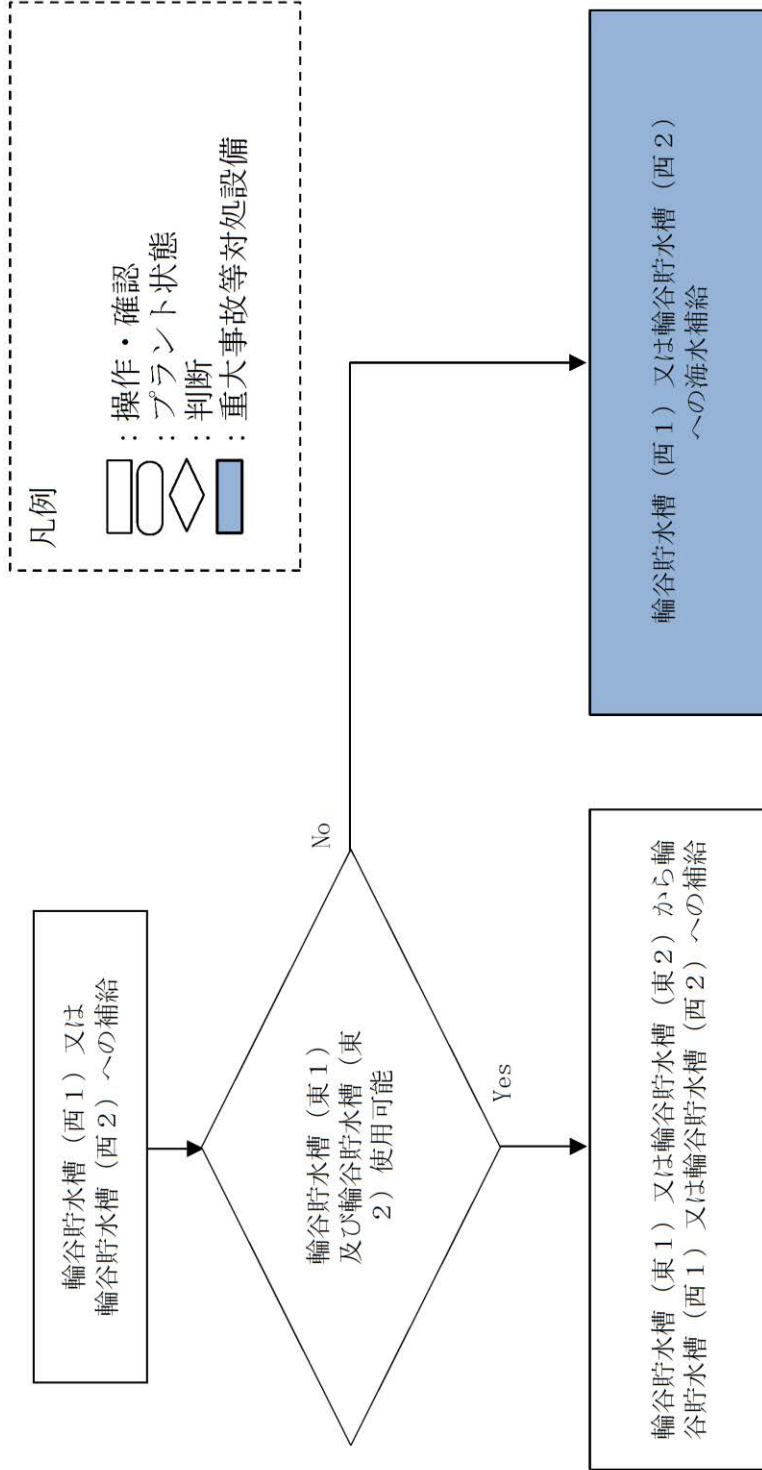 凡例
：操作・確認
：プラント状態
：判断
：重大事故等対処設備
輪谷貯水槽（西１）又は
輪谷貯水槽（西２）への補給
輪谷貯水槽（東１）
及び輪谷貯水槽（東
２）使用可能
No
Yes
輪谷貯水槽（東１）又は輪谷貯水槽（東２）から輪
谷貯水槽（西１）又は輪谷貯水槽（西２）への補給
輪谷貯水槽（西１）又は輪谷貯水槽（西２）
への海水補給